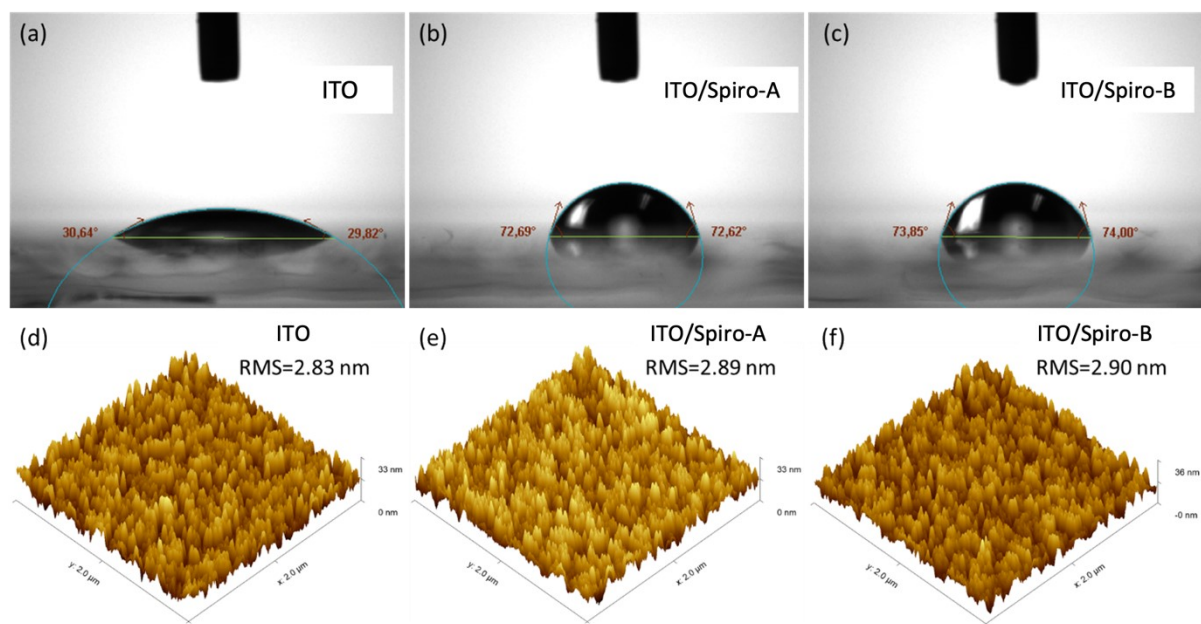 (a)
ITO
30,64°
29,82°
(b)
ITO/Spiro-A
72,69°
72,62°
(c)
ITO/Spiro-B
73,85°
74,00°
(d)
ITO
RMS=2.83 nm
33 nm
0 nm
y: 2.0 µm
x: 2.0 µm
(e)
ITO/Spiro-A
RMS=2.89 nm
33 nm
0 nm
y: 2.0 µm
x: 2.0 µm
(f)
ITO/Spiro-B
RMS=2.90 nm
36 nm
-0 nm
y: 2.0 µm
x: 2.0 µm